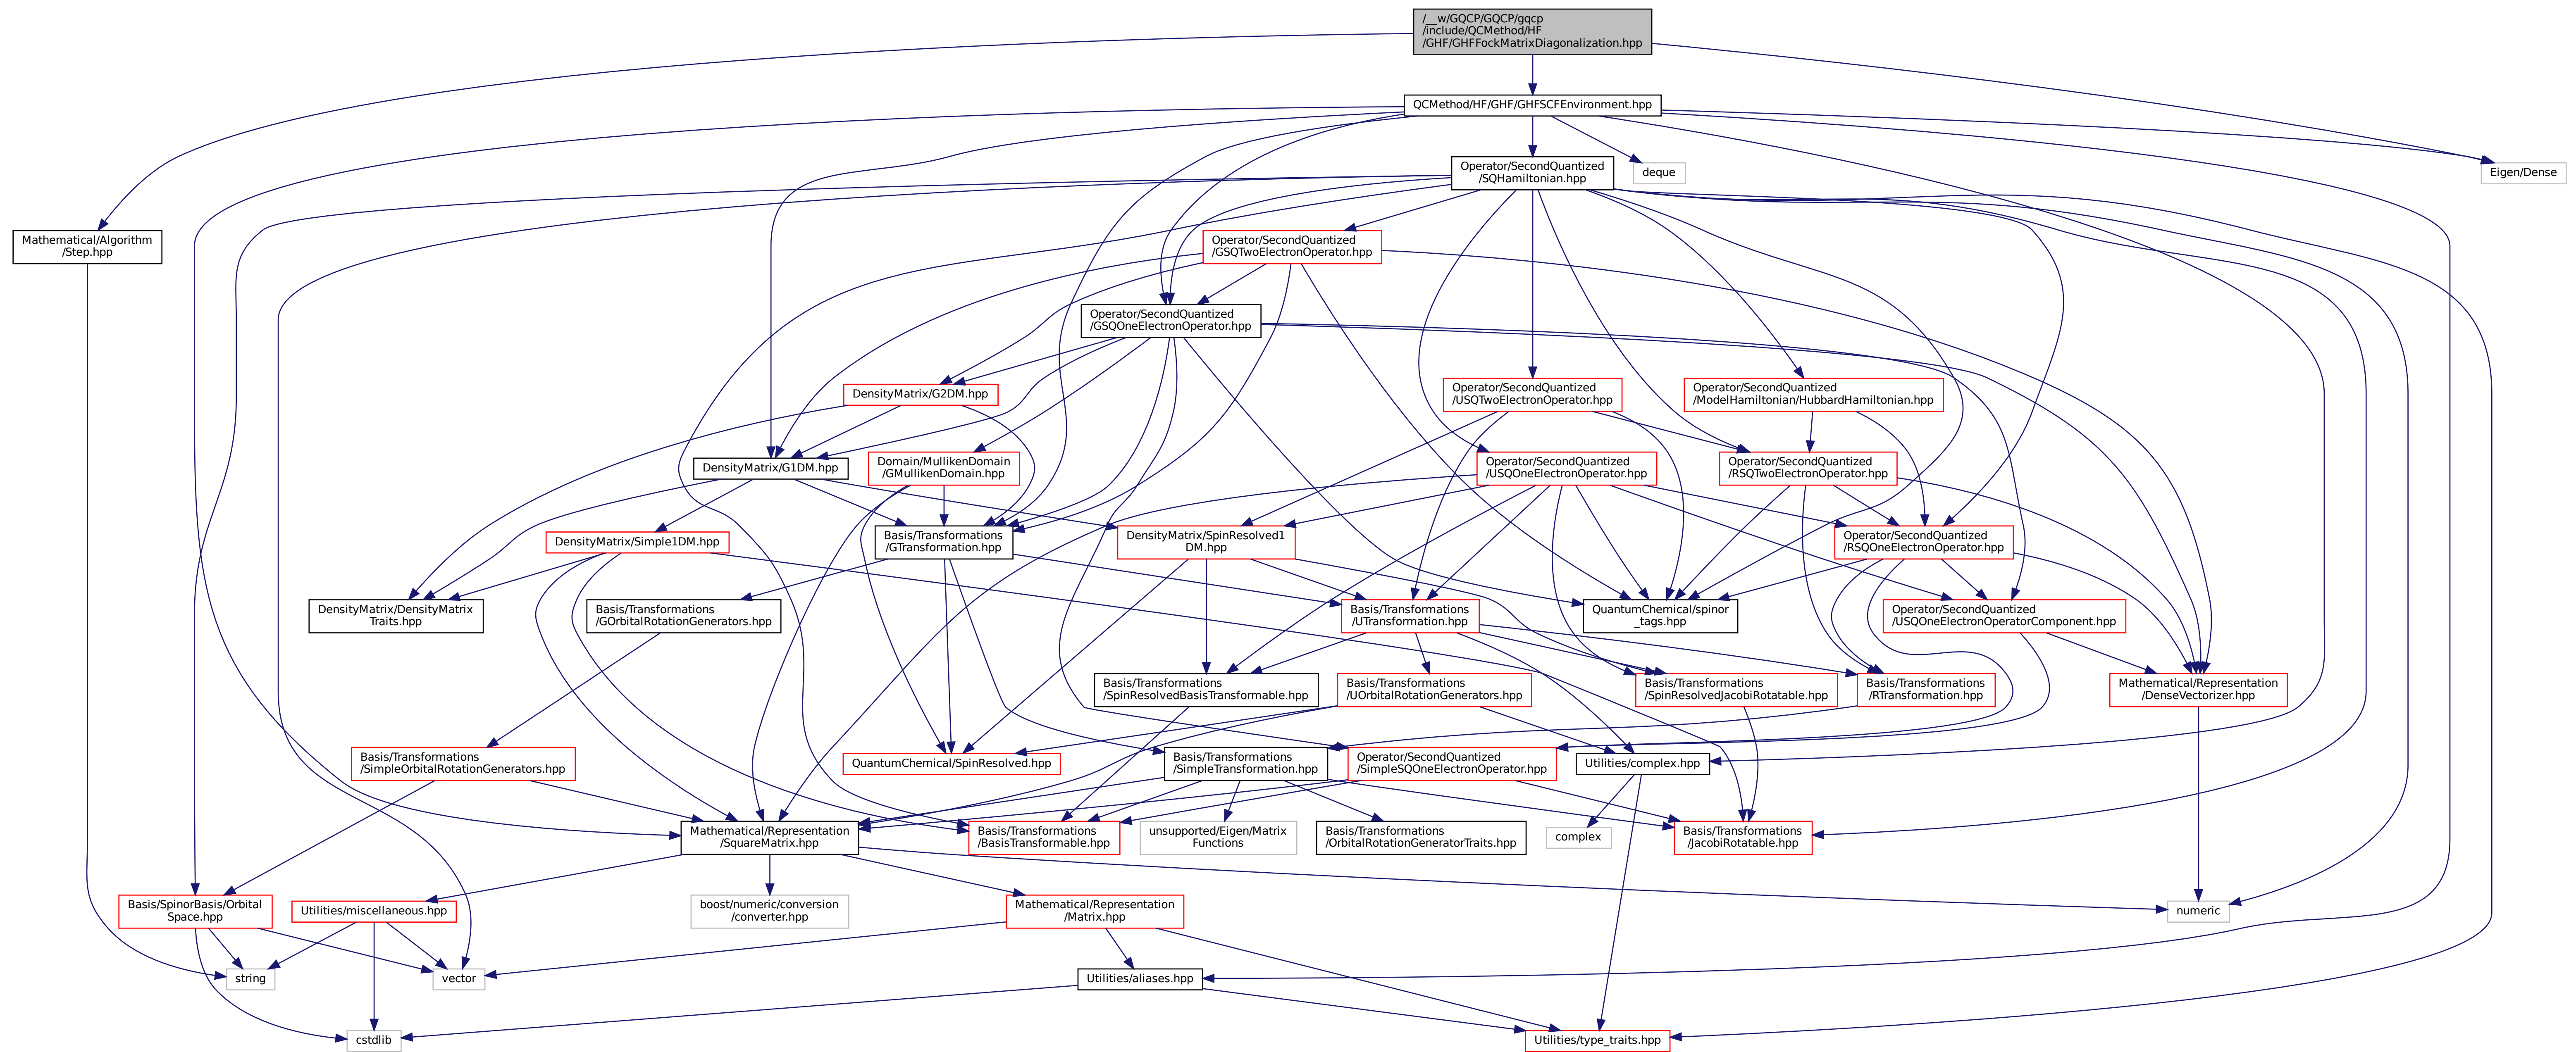 /__w/GQCP/GQCP/gqcp
/include/QCMethod/HF
/GHF/GHFFockMatrixDiagonalization.hpp
QCMethod/HF/GHF/GHFSCFEnvironment.hpp
Operator/SecondQuantized
/SQHamiltonian.hpp
deque
Eigen/Dense
Mathematical/Algorithm
/Step.hpp
Operator/SecondQuantized
/GSQTwoElectronOperator.hpp
Operator/SecondQuantized
/GSQOneElectronOperator.hpp
DensityMatrix/G2DM.hpp
Operator/SecondQuantized
/USQTwoElectronOperator.hpp
Operator/SecondQuantized
/ModelHamiltonian/HubbardHamiltonian.hpp
DensityMatrix/G1DM.hpp
Domain/MullikenDomain
/GMullikenDomain.hpp
Operator/SecondQuantized
/USQOneElectronOperator.hpp
Operator/SecondQuantized
/RSQTwoElectronOperator.hpp
DensityMatrix/Simple1DM.hpp
Basis/Transformations
/GTransformation.hpp
DensityMatrix/SpinResolved1
DM.hpp
Operator/SecondQuantized
/RSQOneElectronOperator.hpp
DensityMatrix/DensityMatrix
Traits.hpp
Basis/Transformations
/GOrbitalRotationGenerators.hpp
Basis/Transformations
/UTransformation.hpp
QuantumChemical/spinor
_tags.hpp
Operator/SecondQuantized
/USQOneElectronOperatorComponent.hpp
Basis/Transformations
/SpinResolvedBasisTransformable.hpp
Basis/Transformations
/UOrbitalRotationGenerators.hpp
Basis/Transformations
/SpinResolvedJacobiRotatable.hpp
Basis/Transformations
/RTransformation.hpp
Mathematical/Representation
/DenseVectorizer.hpp
Basis/Transformations
/SimpleOrbitalRotationGenerators.hpp
QuantumChemical/SpinResolved.hpp
Basis/Transformations
/SimpleTransformation.hpp
Operator/SecondQuantized
/SimpleSQOneElectronOperator.hpp
Utilities/complex.hpp
Mathematical/Representation
/SquareMatrix.hpp
Basis/Transformations
/BasisTransformable.hpp
unsupported/Eigen/Matrix
Functions
Basis/Transformations
/OrbitalRotationGeneratorTraits.hpp
complex
Basis/Transformations
/JacobiRotatable.hpp
Basis/SpinorBasis/Orbital
Space.hpp
Utilities/miscellaneous.hpp
boost/numeric/conversion
/converter.hpp
Mathematical/Representation
/Matrix.hpp
numeric
string
vector
Utilities/aliases.hpp
cstdlib
Utilities/type_traits.hpp